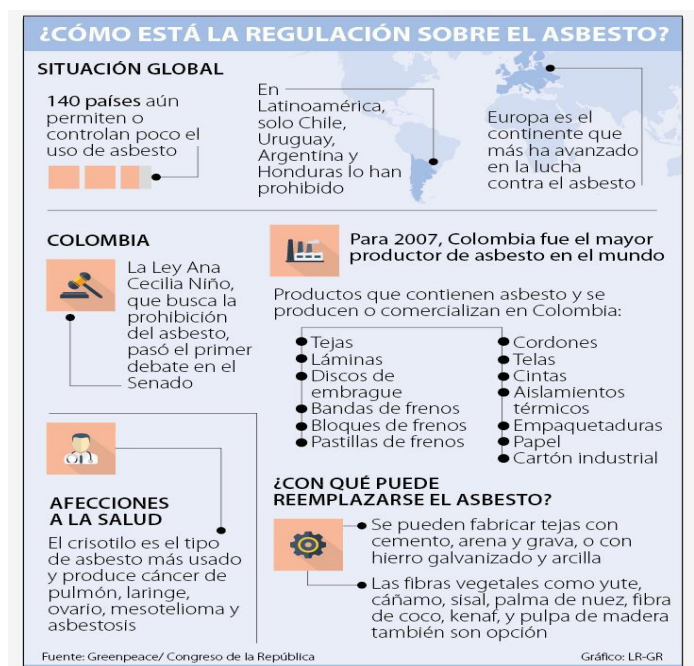 ¿CÓMO ESTÁ LA REGULACIÓN SOBRE EL ASBESTO?
SITUACIÓN GLOBAL
140 países aún
permiten o
controlan poco el
uso de asbesto
En
Latinoamérica,
solo Chile,
Uruguay,
Argentina y
Honduras lo han
prohibido
Europa es el
continente que
más ha avanzado
en la lucha
contra el asbesto
COLOMBIA
La Ley Ana
Cecilia Niño,
que busca la
prohibición
del asbesto,
pasó el primer
debate en el
Senado
Para 2007, Colombia fue el mayor
productor de asbesto en el mundo
Productos que contienen asbesto y se
producen o comercializan en Colombia:
Tejas
Láminas
Discos de
embrague
Bandas de frenos
Bloques de frenos
Pastillas de frenos
Cordones
Telas
Cintas
Aislamientos
térmicos
Empaquetaduras
Papel
Cartón industrial
AFECCIONES
A LA SALUD
El crisotilo es el tipo
de asbesto más usado
y produce cáncer de
pulmón, laringe,
ovario, mesotelioma y
asbestosis
¿CON QUÉ PUEDE
REEMPLAZARSE EL ASBESTO?
Se pueden fabricar tejas con
cemento, arena y grava, o con
hierro galvanizado y arcilla
Las fibras vegetales como yute,
cáñamo, sisal, palma de nuez, fibra
de coco, kenaf, y pulpa de madera
también son opción
Fuente: Greenpeace/ Congreso de la República
Gráfico: LR-GR